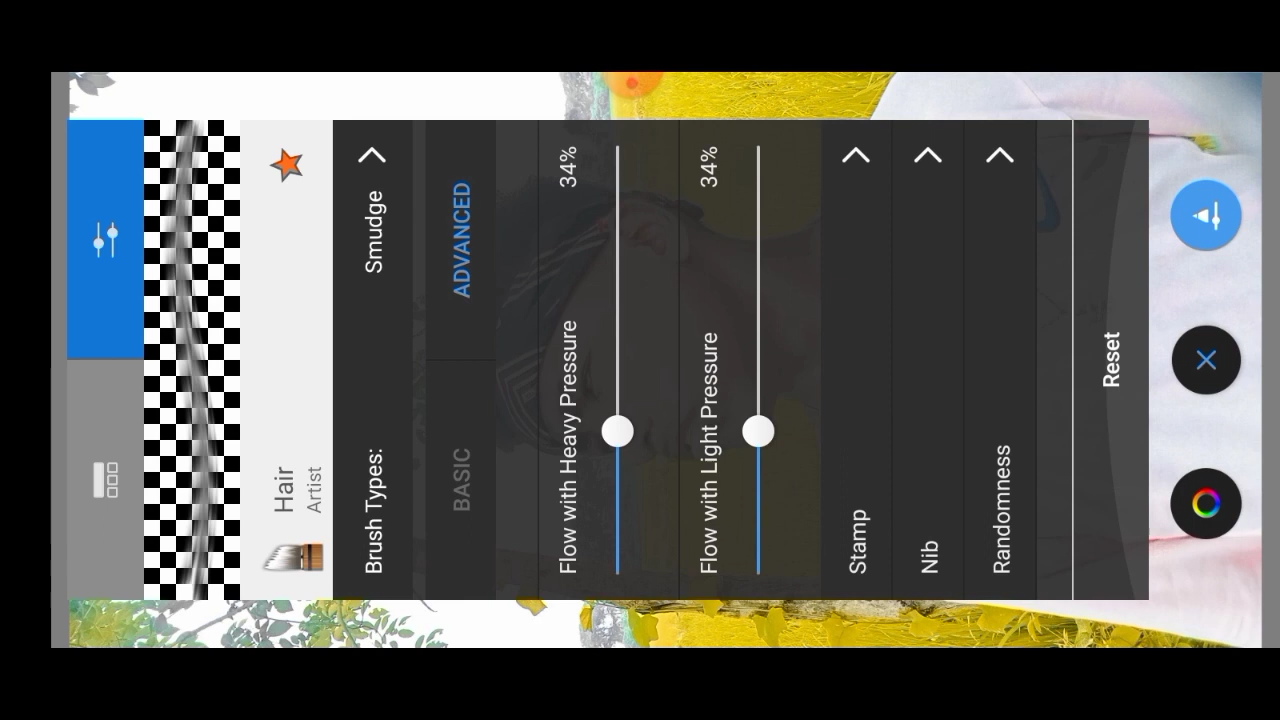 Hair
Artist
Brush Types: Smudge
BASIC ADVANCED
Flow with Heavy Pressure 34%
Flow with Light Pressure 34%
Stamp
Nib
Randomness
Reset